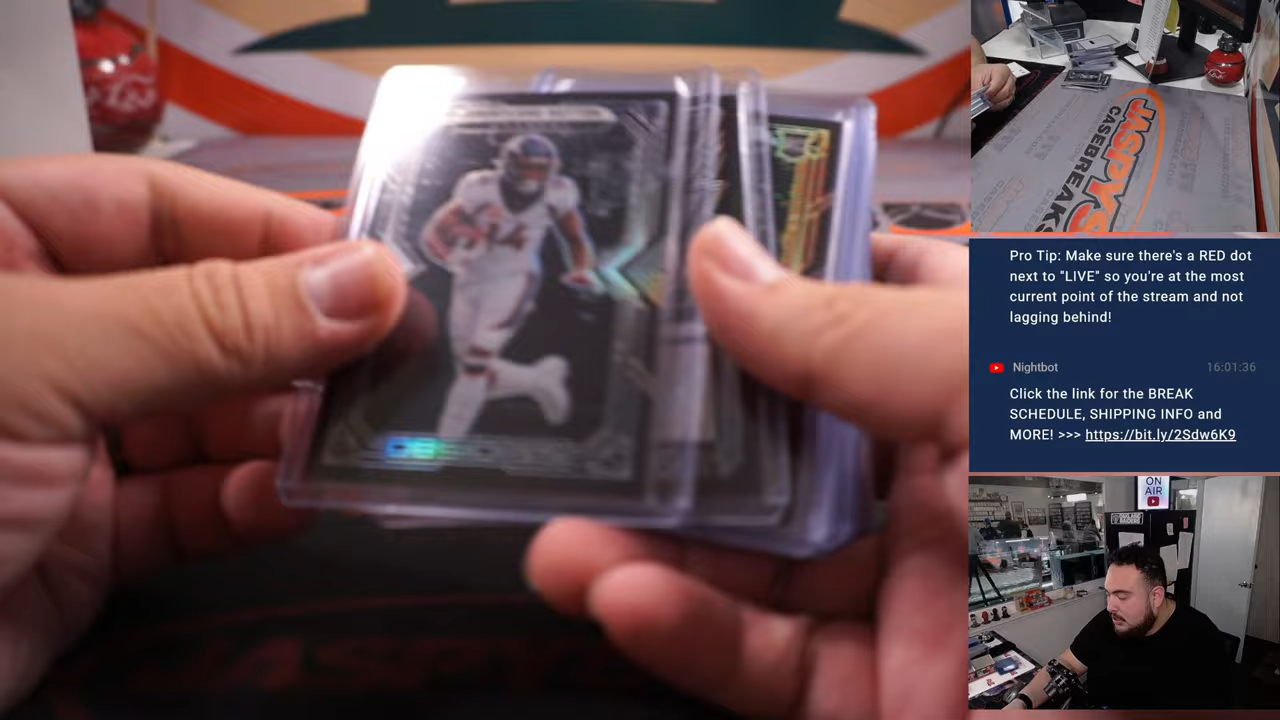 14
JASPY'S
CASEBREAKS
Pro Tip: Make sure there's a RED dot
next to "LIVE" so you're at the most
current point of the stream and not
lagging behind!
Nightbot 16:01:36
Click the link for the BREAK
SCHEDULE, SHIPPING INFO and
MORE! >>> https://bit.ly/2Sdw6K9
ON
AIR